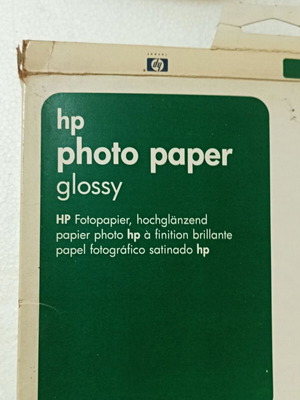 hp
hp
photo paper
glossy
HP Fotopapier, hochglänzend
papier photo hp à finition brillante
papel fotográfico satinado hp